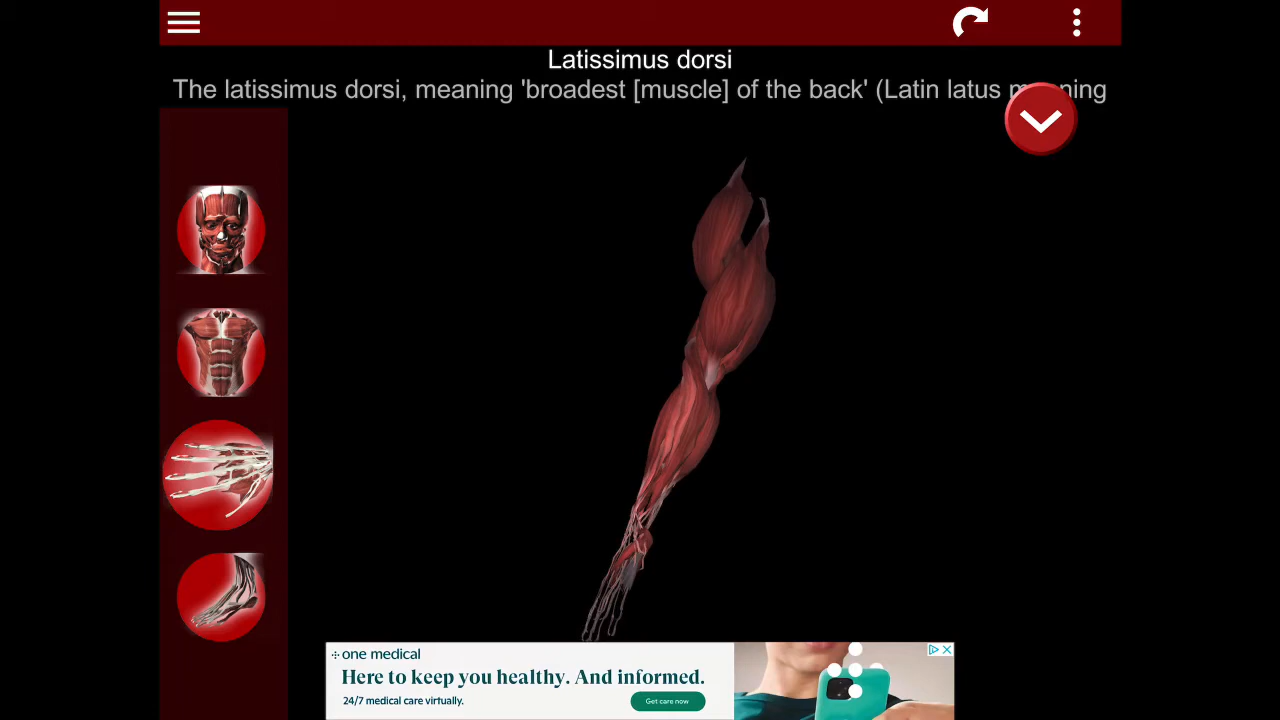 Latissimus dorsi
The latissimus dorsi, meaning 'broadest [muscle] of the back' (Latin latus
one medical
Here to keep you healthy. And informed.
24/7 medical care virtually.
Get care now